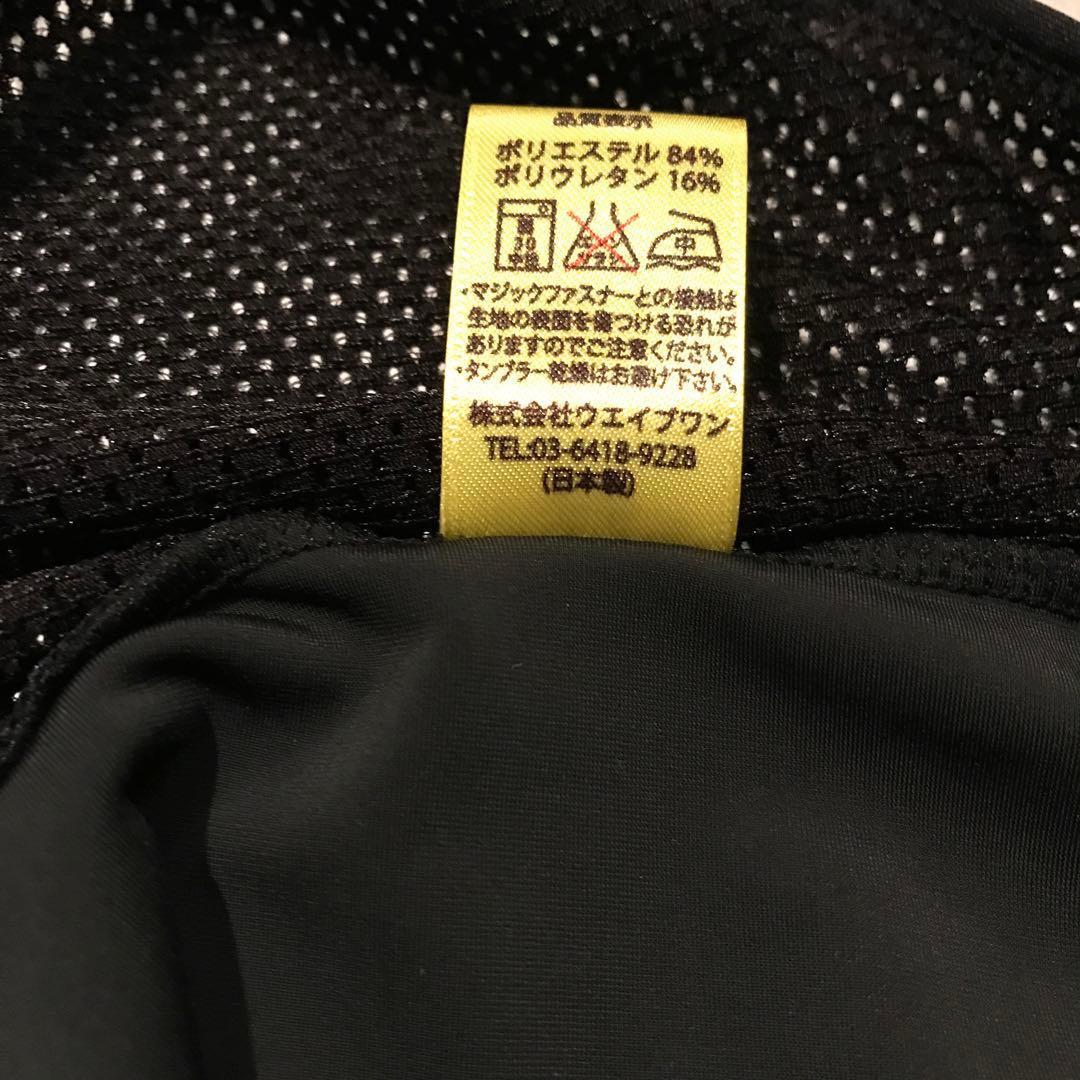 品質表示
ポリエステル 84%
ポリウレタン 16%
中
・マジックファスナーとの接触は
生地の表面を傷つける恐れが
ありますのでご注意ください。
・タンブラー乾燥はお避け下さい。
株式会社ウエイブワン
TEL:03-6418-9228
(日本製)